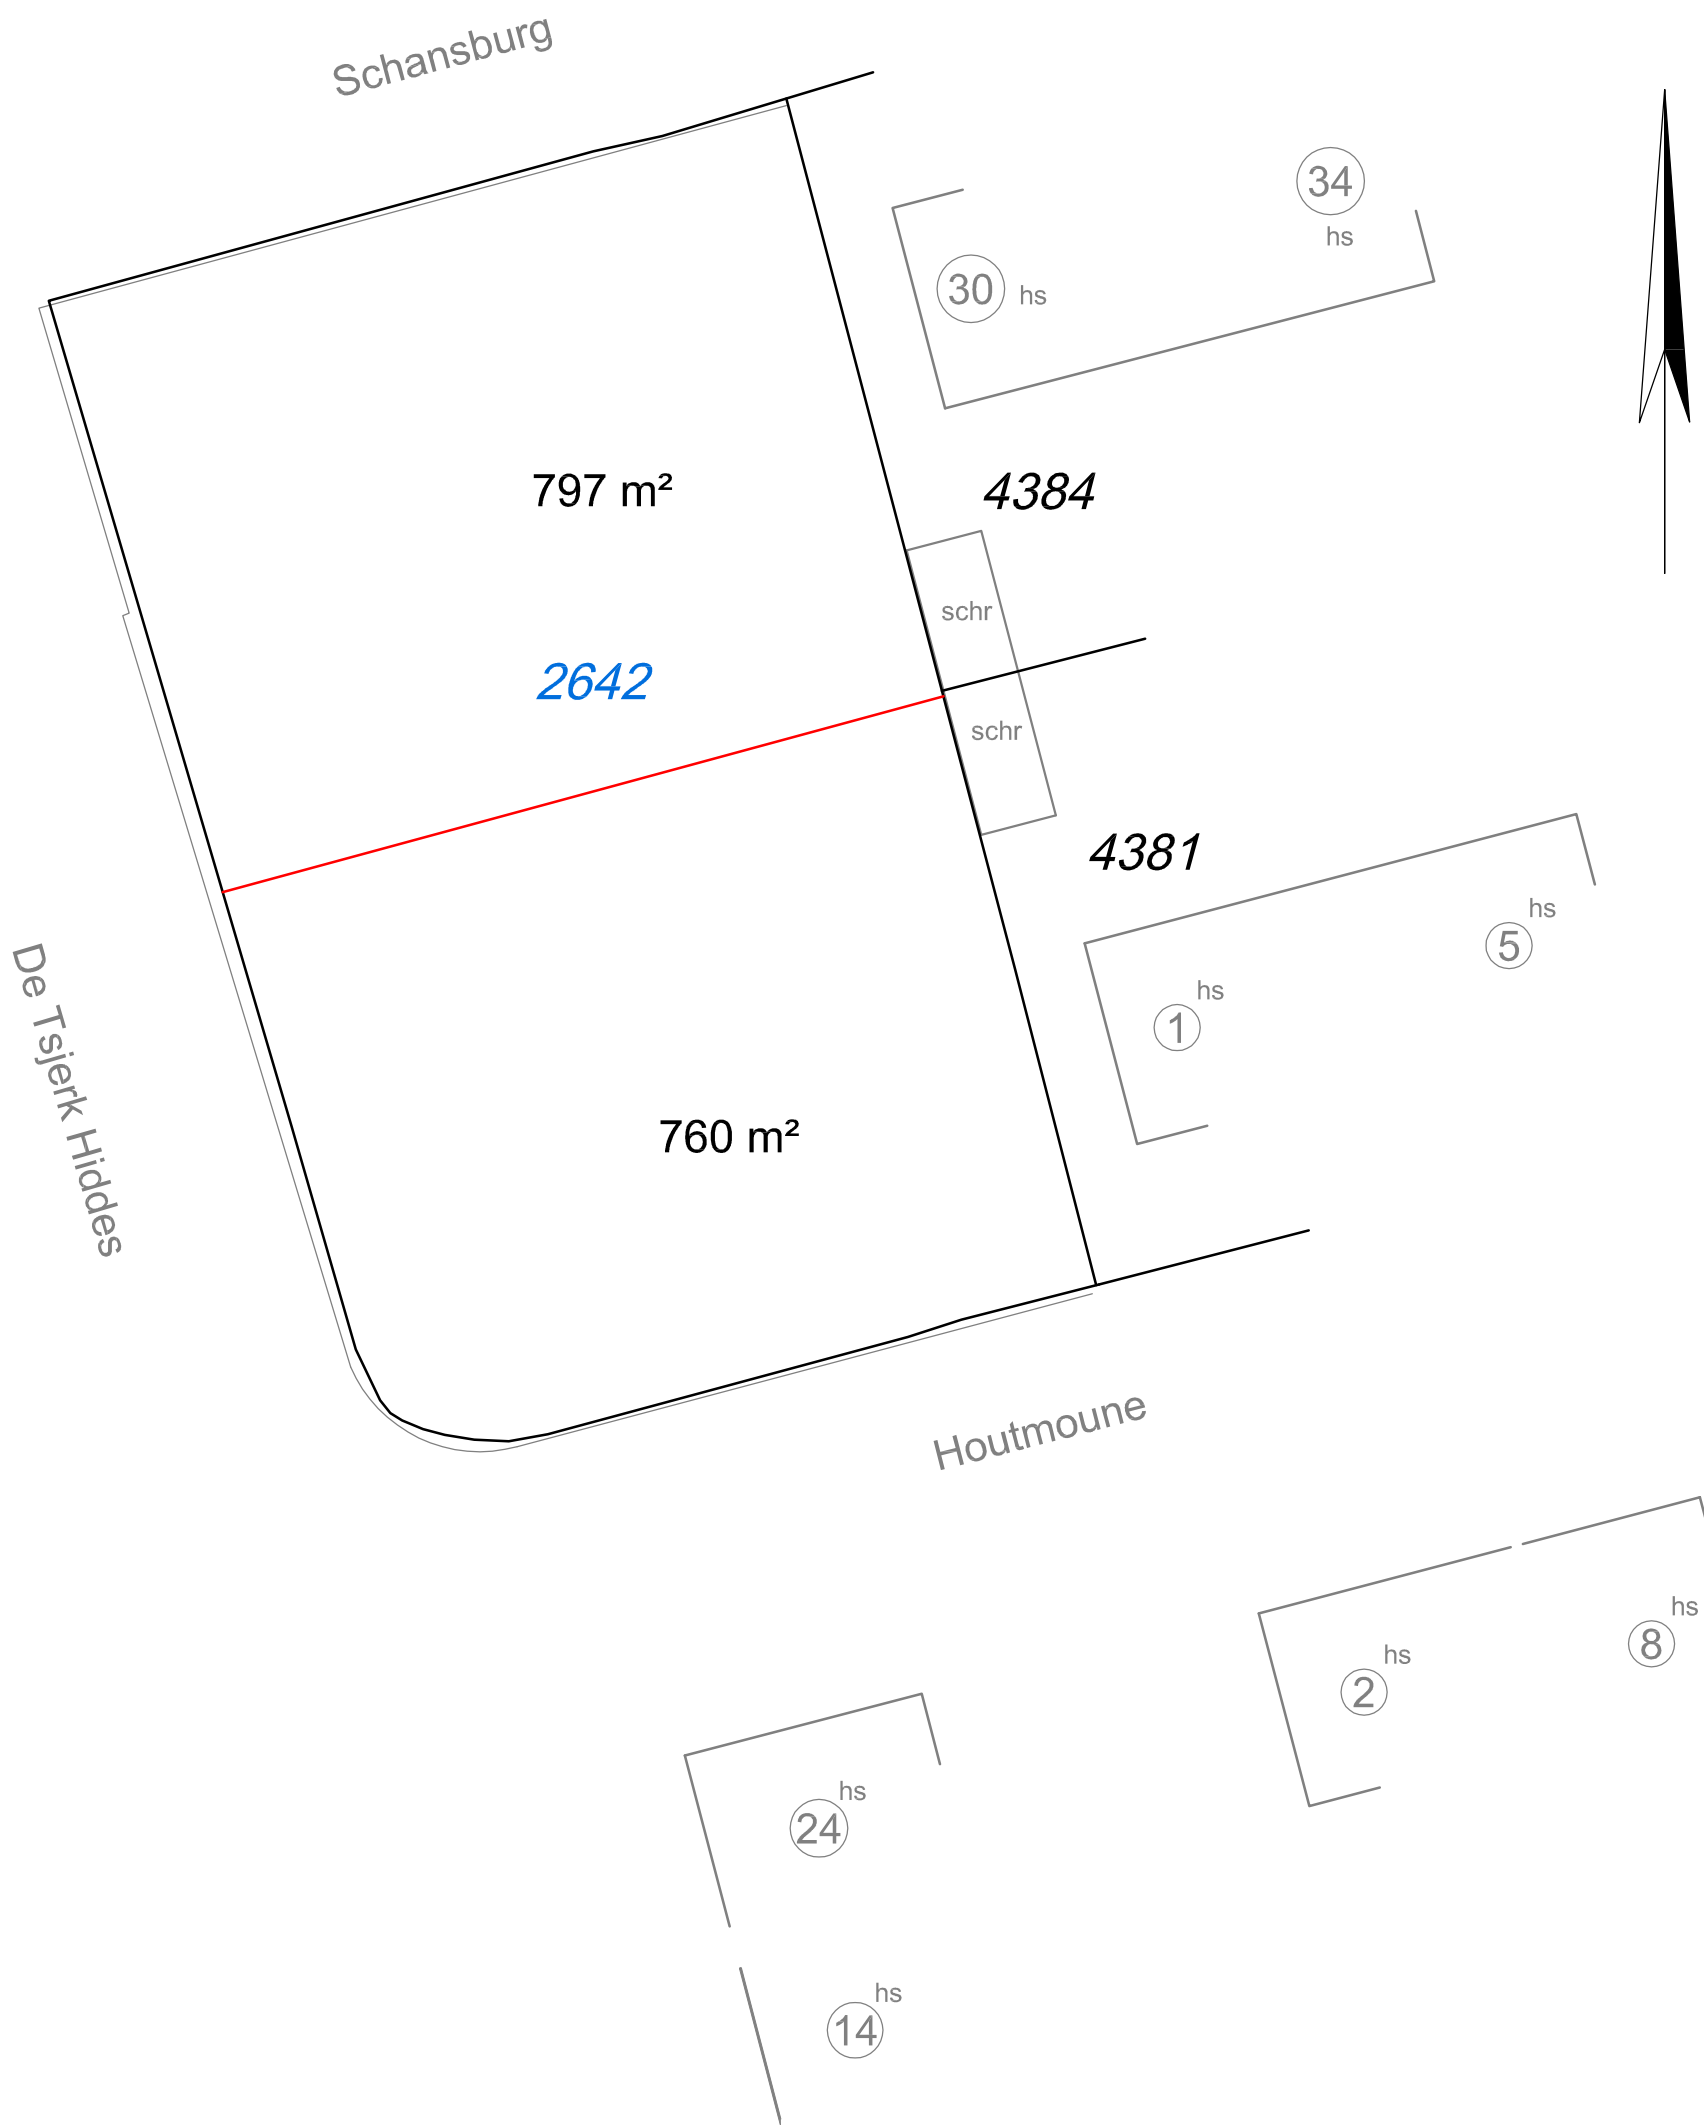 Schansburg
34
hs
30 hs
797 m²
4384
schr
2642
schr
4381
hs
5
hs
1
De Tsjerk Hiddes
760 m²
Houtmoune
hs
8
hs
2
hs
24
hs
14